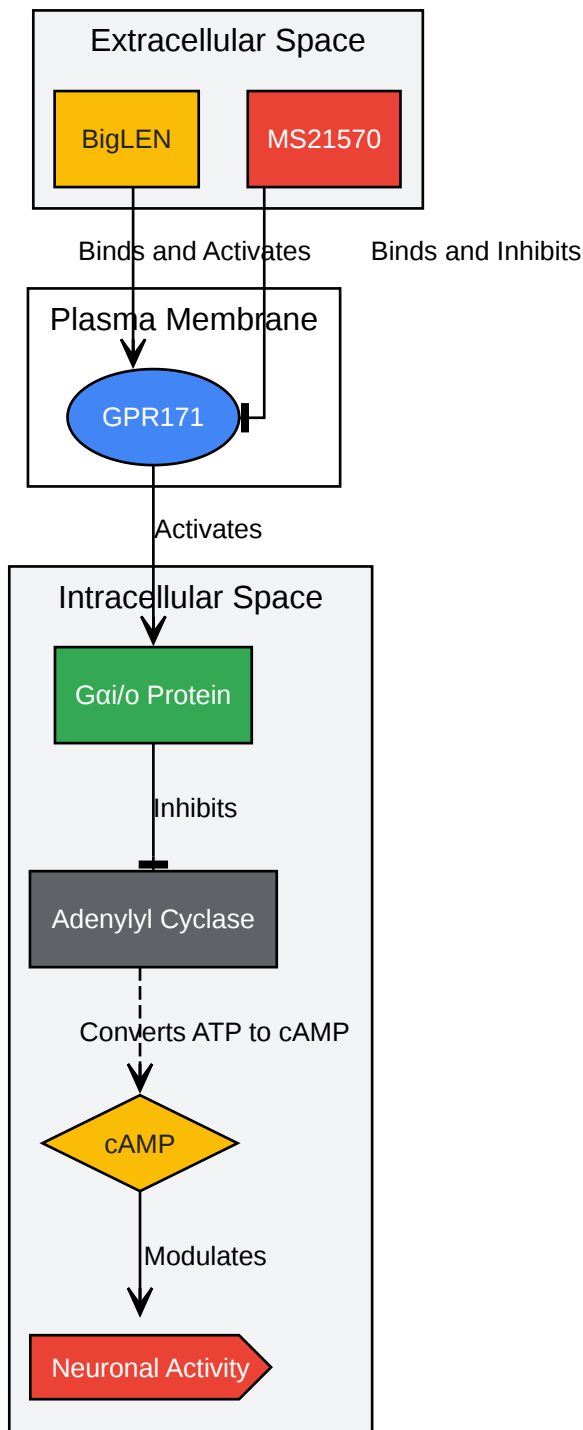 Extracellular Space
BigLEN
MS21570
Binds and Activates
Binds and Inhibits
Plasma Membrane
GPR171
Activates
Intracellular Space
Gαi/o Protein
Inhibits
Adenylyl Cyclase
Converts ATP to cAMP
cAMP
Modulates
Neuronal Activity